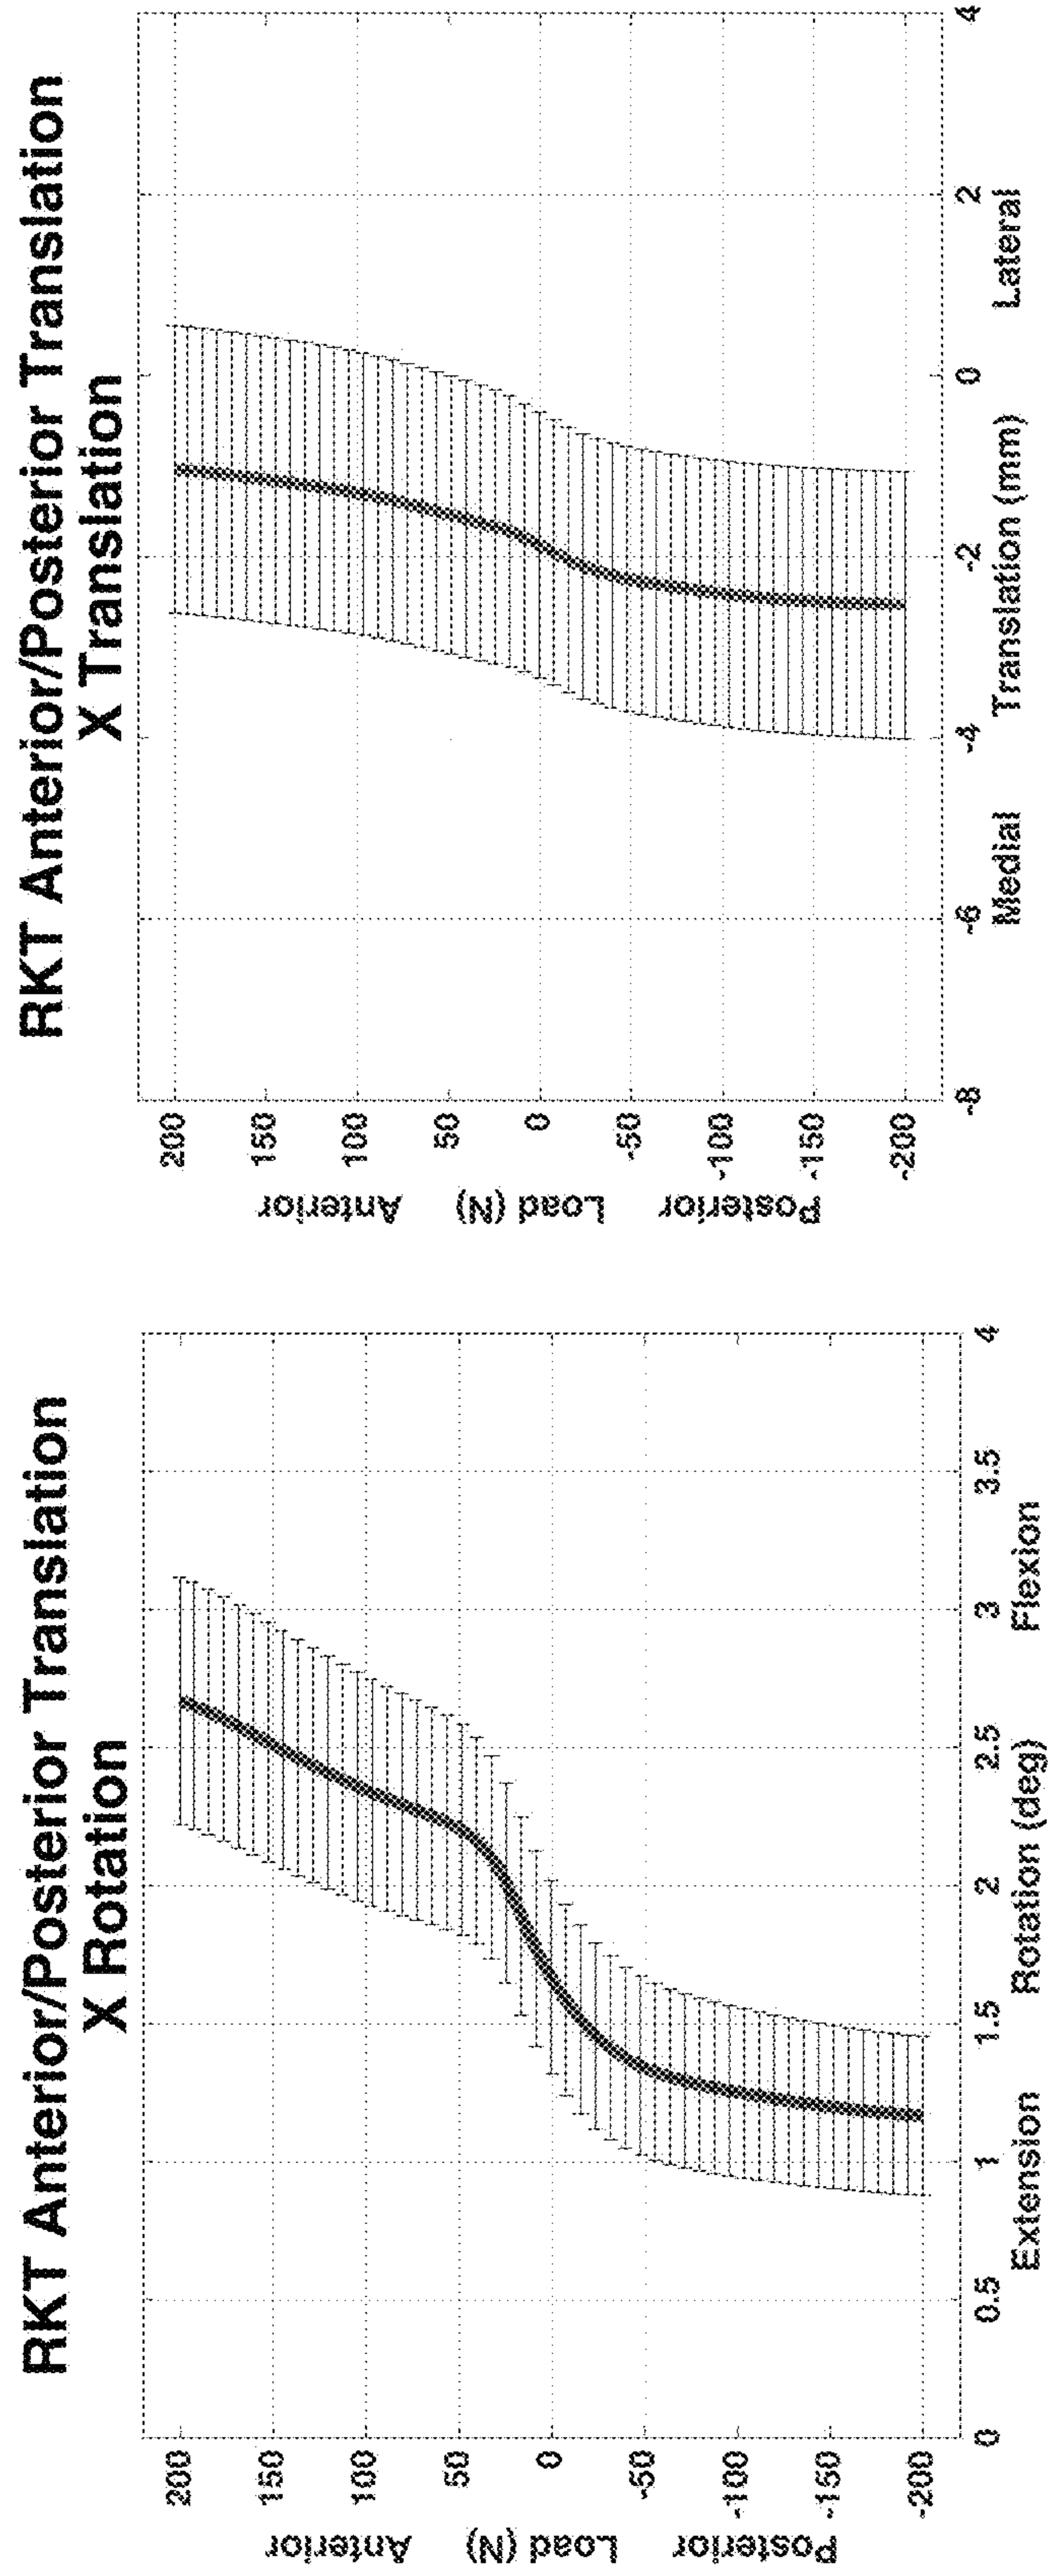 RKT Anterior/Posterior Translation
X Rotation
200
150
100
50
0
-50
-100
-150
-200
Posterior Load (N) Anterior
0 0.5 1 1.5 2 2.5 3 3.5 4
Extension Rotation (deg) Flexion
RKT Anterior/Posterior Translation
X Translation
200
150
100
50
0
-50
-100
-150
-200
Posterior Load (N) Anterior
-8 -6 -4 -2 0 2 4
Medial Translation (mm) Lateral